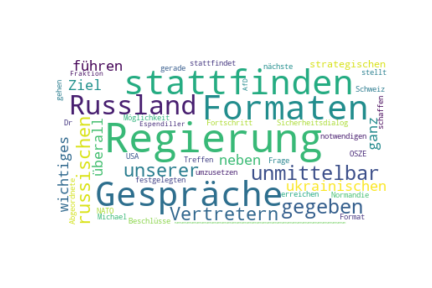 führen
Fraktion
gehen
Ziel
gerade
stattfindet
nächste
strategischen
stellt
AfD
Schweiz
stattfinden
Russland
Formaten
schaffen
Möglichkeit
Espendiller
Fortschritt
Sicherheitsdialog
ganz
russischen
überall
Regierung
notwendigen
OSZE
wichtiges
USA
Treffen
neben
Frage
unserer
umzusetzen
unmittelbar
festgelegten
ukrainischen
Dr
Abgeordnete
Gespräche
erreichen
Normandie
NATO
Michael
Beschlüsse
Vertretern
gegeben
Format